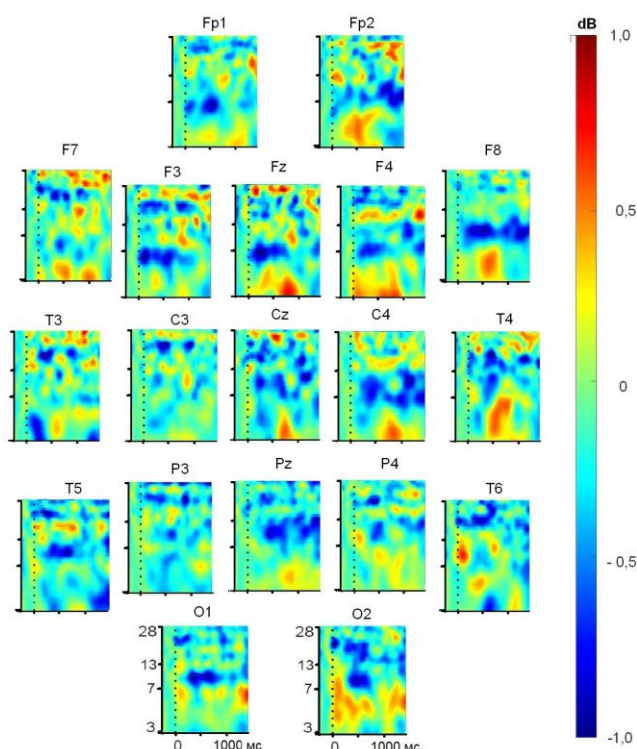 dB
Fp1 Fp2 1,0
F7 F3 Fz F4 F8
T3 C3 Cz C4 T4
0
T5 P3 Pz P4 T6
- 0,5
O1 O2
28 28
13 13
7 7
3 3
0 1000 мс 0 1000 мс
-1,0